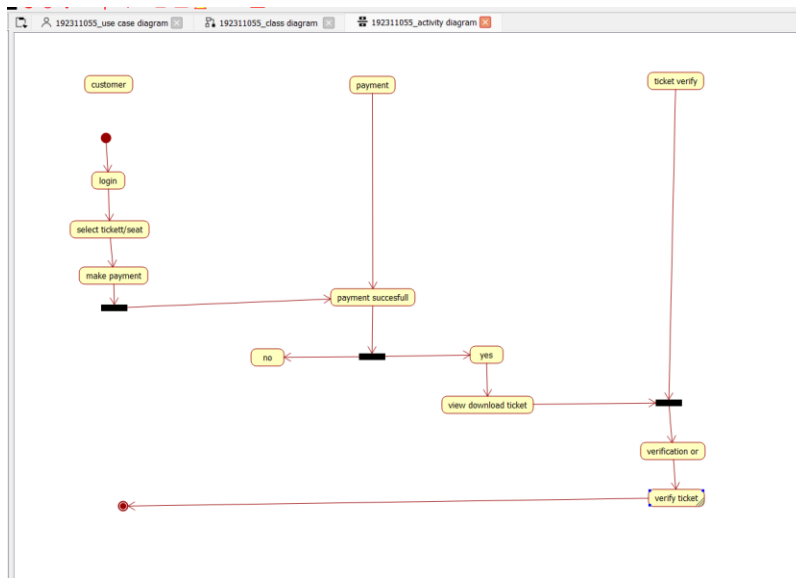 192311055_use case diagram
192311055_class diagram
192311055_activity diagram
customer
payment
ticket verify
login
select tickett/seat
make payment
payment succesfull
no
yes
view download ticket
verification or
verify ticket